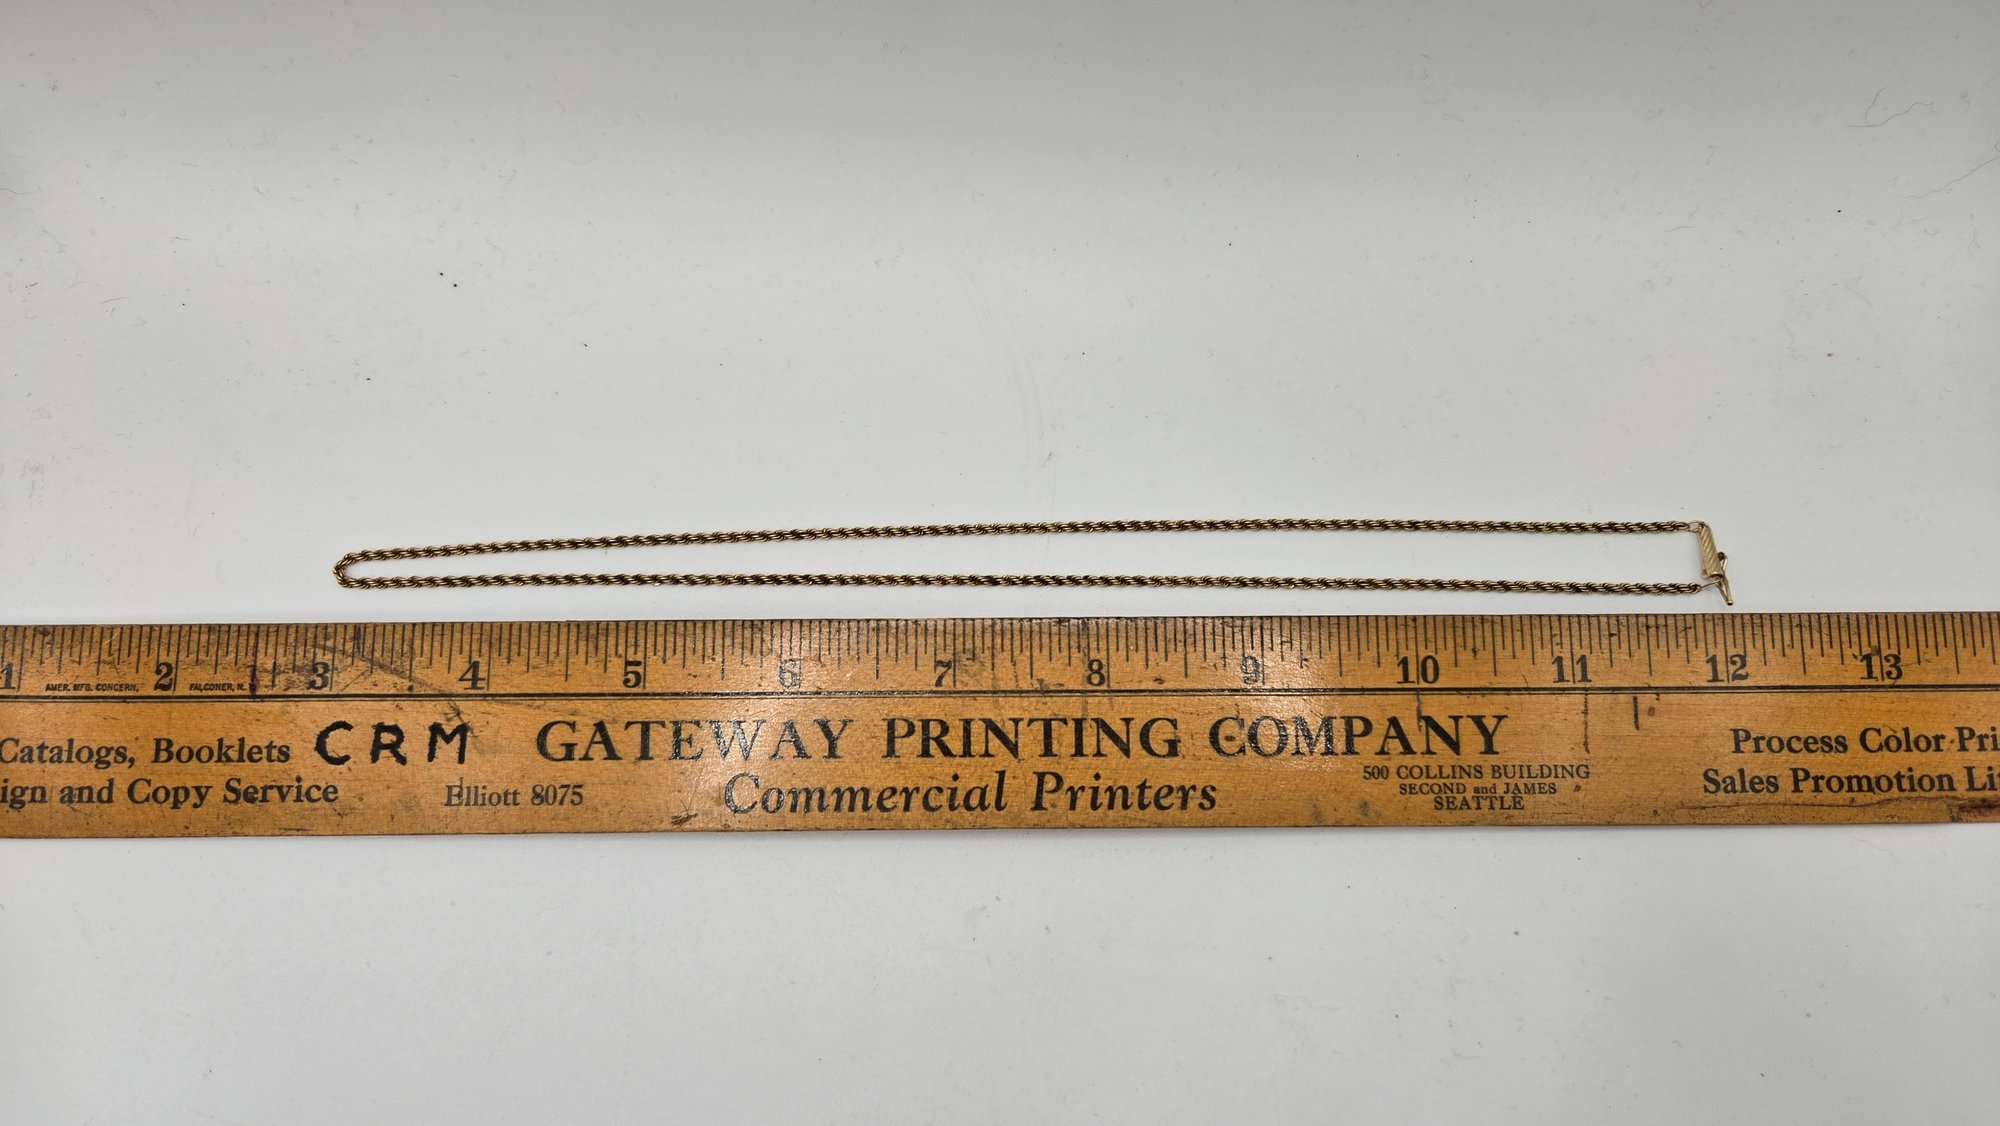 1 2 3 4 5 6 7 8 9 10 11 12 13
AMER. MFG. CONCERN, FALCONER, N.
Catalogs, Booklets CRM GATEWAY PRINTING COMPANY Process Color Pri
ign and Copy Service Elliott 8075 Commercial Printers 500 COLLINS BUILDING Sales Promotion Lit
SECOND and JAMES
SEATTLE